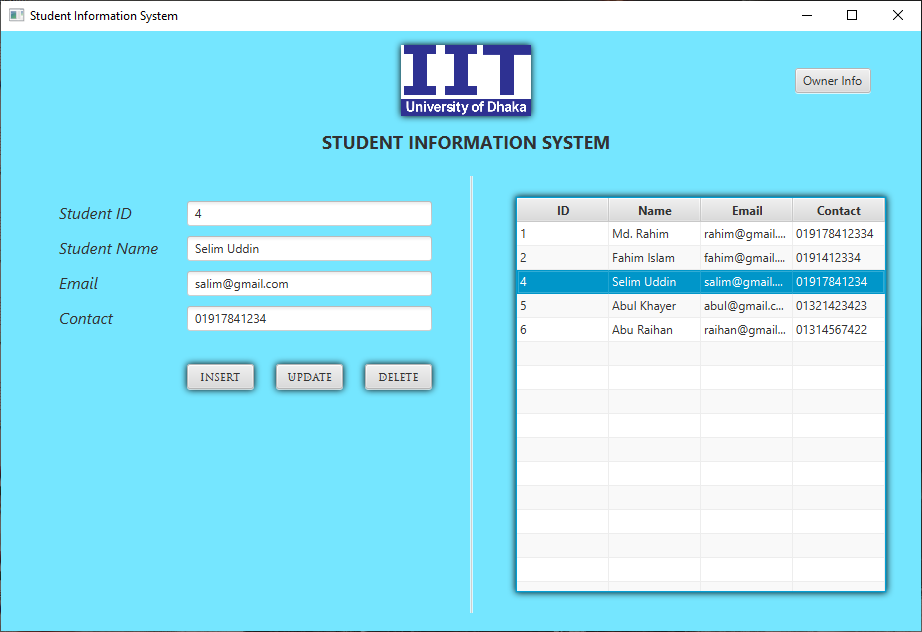 Student Information System
IIT
University of Dhaka
Owner Info
STUDENT INFORMATION SYSTEM
Student ID 4
Student Name Selim Uddin
Email salim@gmail.com
Contact 01917841234
INSERT UPDATE DELETE
ID Name Email Contact
1 Md. Rahim rahim@gmail.... 019178412334
2 Fahim Islam fahim@gmail.... 0191412334
4 Selim Uddin salim@gmail.... 01917841234
5 Abul Khayer abul@gmail.c... 01321423423
6 Abu Raihan raihan@gmail... 01314567422